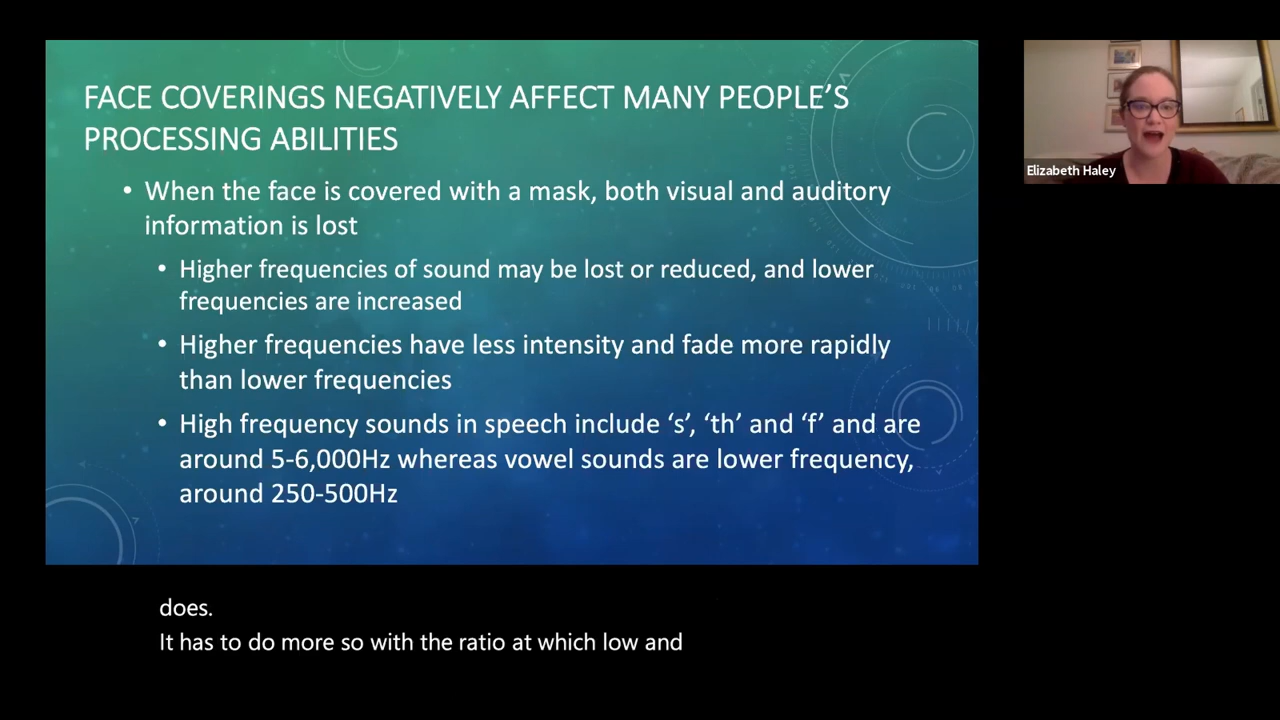 FACE COVERINGS NEGATIVELY AFFECT MANY PEOPLE'S
PROCESSING ABILITIES
• When the face is covered with a mask, both visual and auditory
information is lost
• Higher frequencies of sound may be lost or reduced, and lower
frequencies are increased
• Higher frequencies have less intensity and fade more rapidly
than lower frequencies
• High frequency sounds in speech include ‘s’, ‘th’ and ‘f’ and are
around 5-6,000Hz whereas vowel sounds are lower frequency,
around 250-500Hz
Elizabeth Haley
does.
It has to do more so with the ratio at which low and